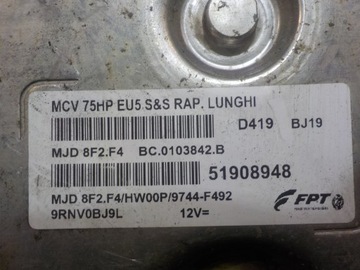 MCV 75HP EU5 S&S RAP. LUNGHI
D419 BJ19
MJD 8F2.F4 BC.0103842.B
51908948
MJD 8F2.F4/HW00P/9744-F492
9RNV0BJ9L 12V=
FPT